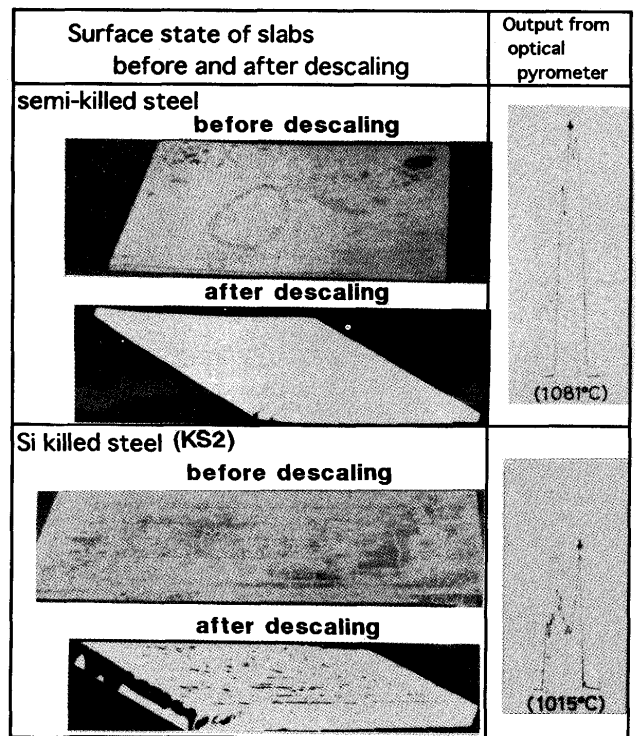 Surface state of slabs
before and after descaling
Output from
optical
pyrometer
semi-killed steel
before descaling
after descaling
(1081°C)
Si killed steel (KS2)
before descaling
after descaling
(1015°C)